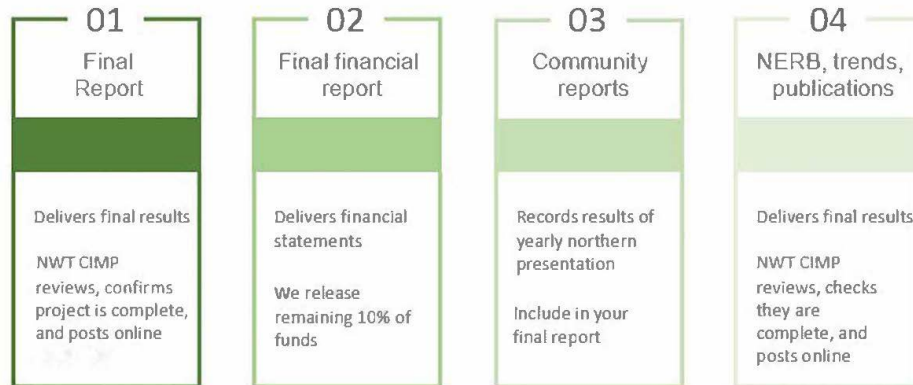 01
Final
Report
Delivers final results
NWT CIMP
reviews, confirms
project is complete,
and posts online
02
Final financial
report
Delivers financial
statements
We release
remaining 10% of
funds
03
Community
reports
Records results of
yearly northern
presentation
Include in your
final report
04
NERB, trends,
publications
Delivers final results
NWT CIMP
reviews, checks
they are
complete, and
posts online